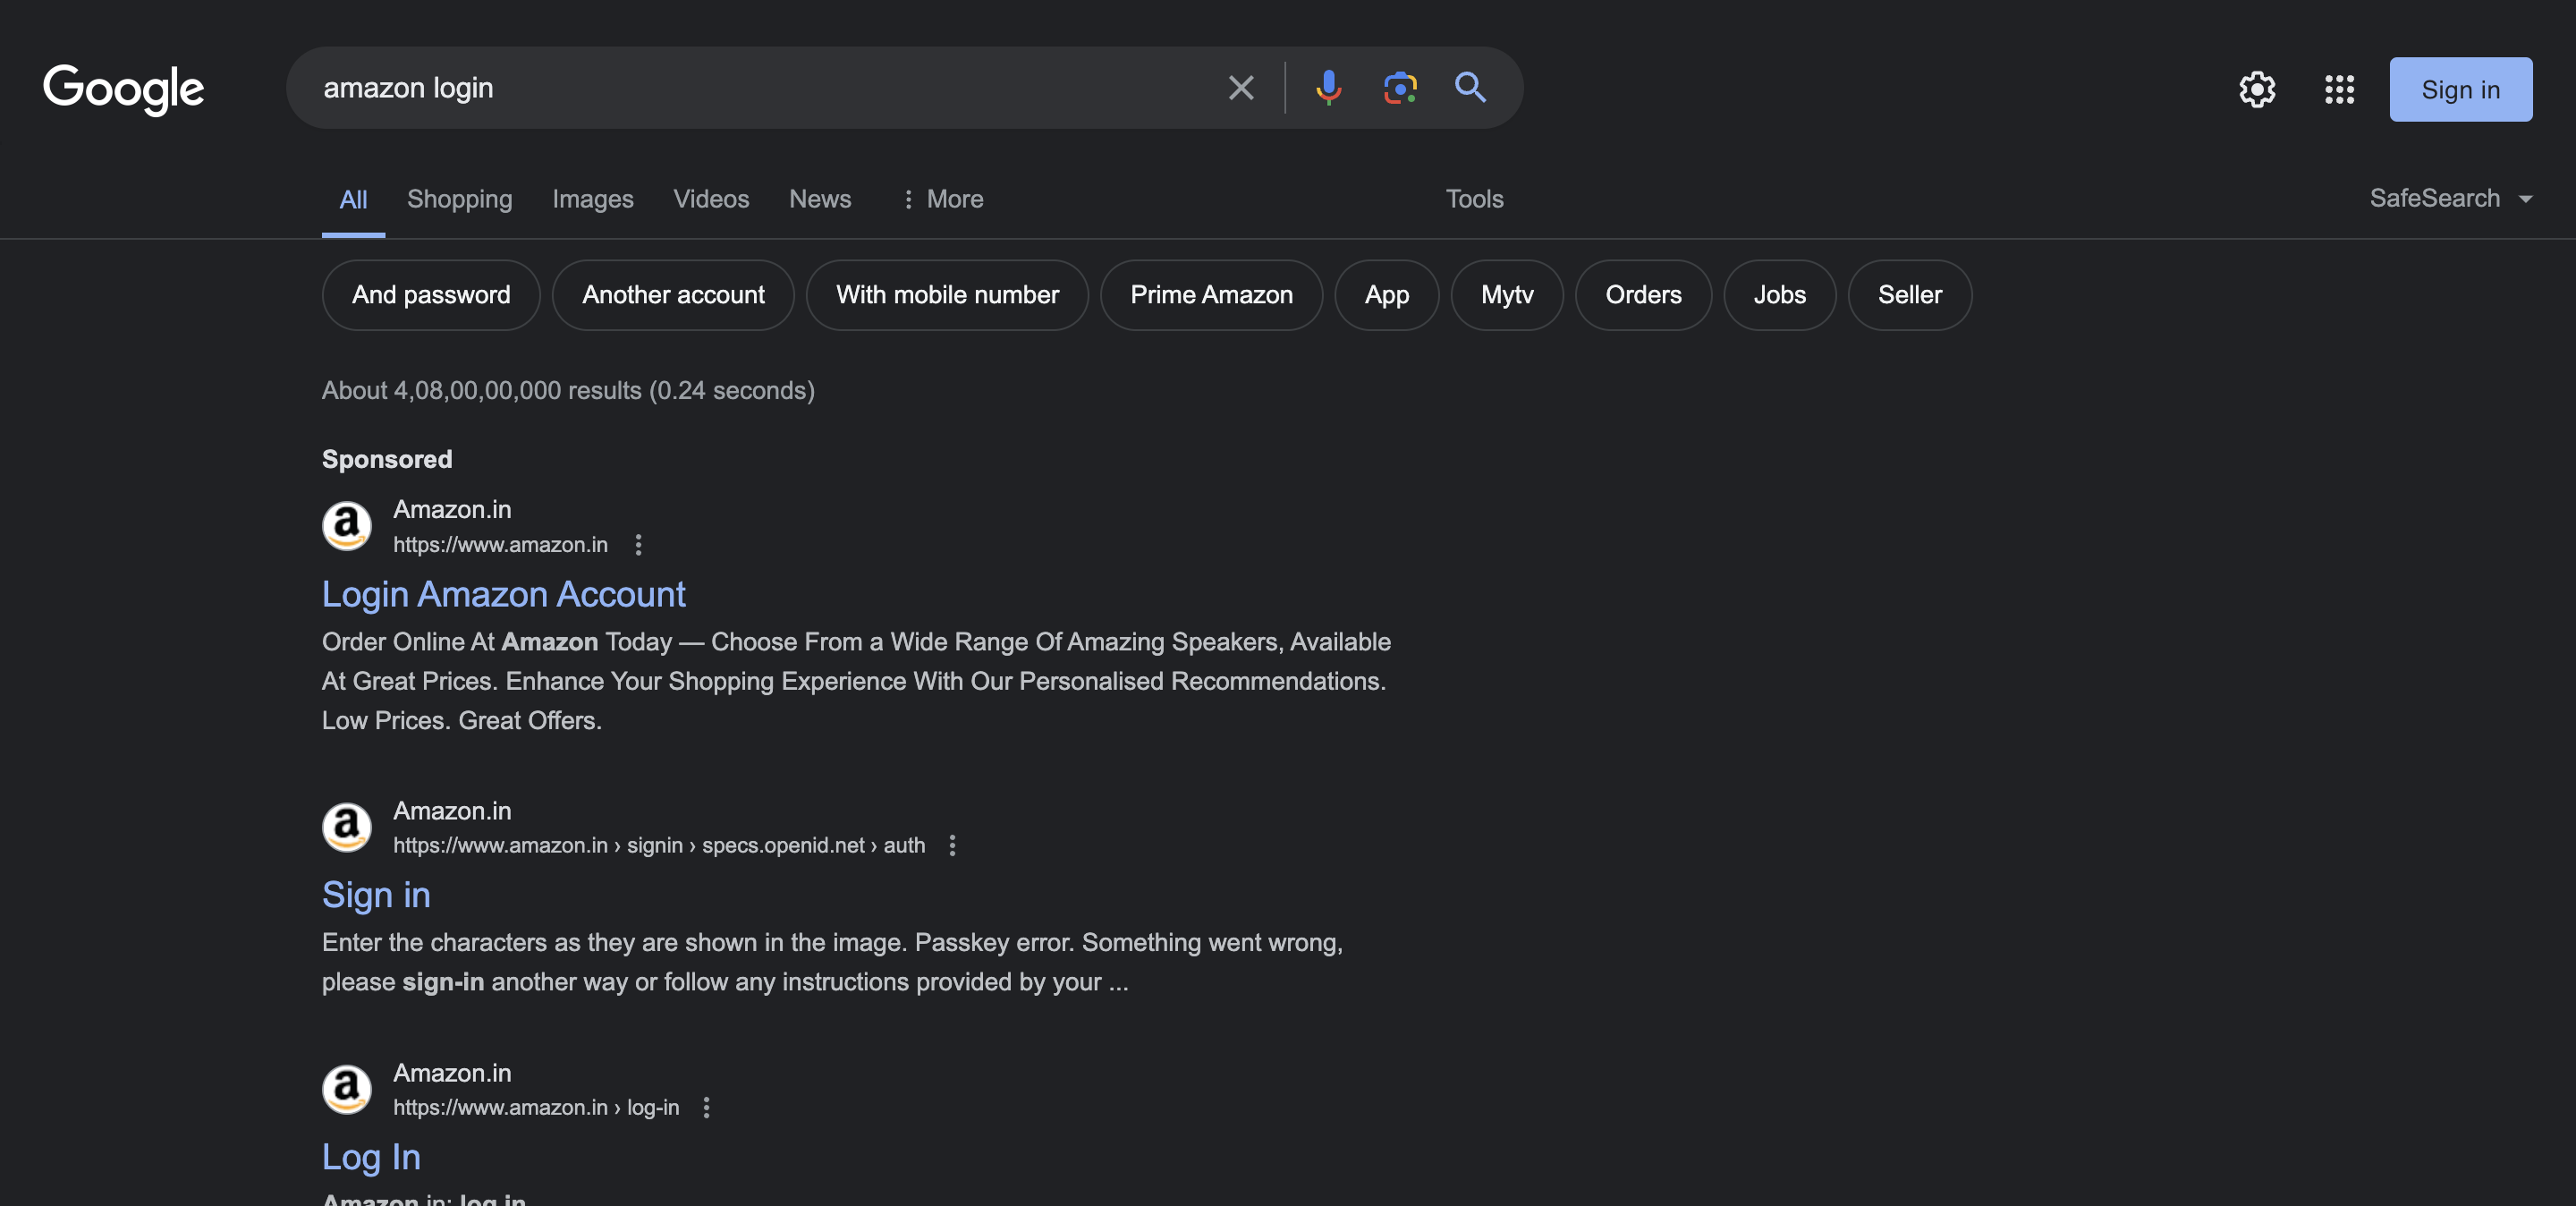 Google
amazon login
Sign in
All Shopping Images Videos News More Tools SafeSearch
And password Another account With mobile number Prime Amazon App Mytv Orders Jobs Seller
About 4,08,00,00,000 results (0.24 seconds)
Sponsored
Amazon.in
https://www.amazon.in
Login Amazon Account
Order Online At Amazon Today — Choose From a Wide Range Of Amazing Speakers, Available
At Great Prices. Enhance Your Shopping Experience With Our Personalised Recommendations.
Low Prices. Great Offers.
Amazon.in
https://www.amazon.in › signin › specs.openid.net › auth
Sign in
Enter the characters as they are shown in the image. Passkey error. Something went wrong,
please sign-in another way or follow any instructions provided by your ...
Amazon.in
https://www.amazon.in › log-in
Log In
Amazon in: log in